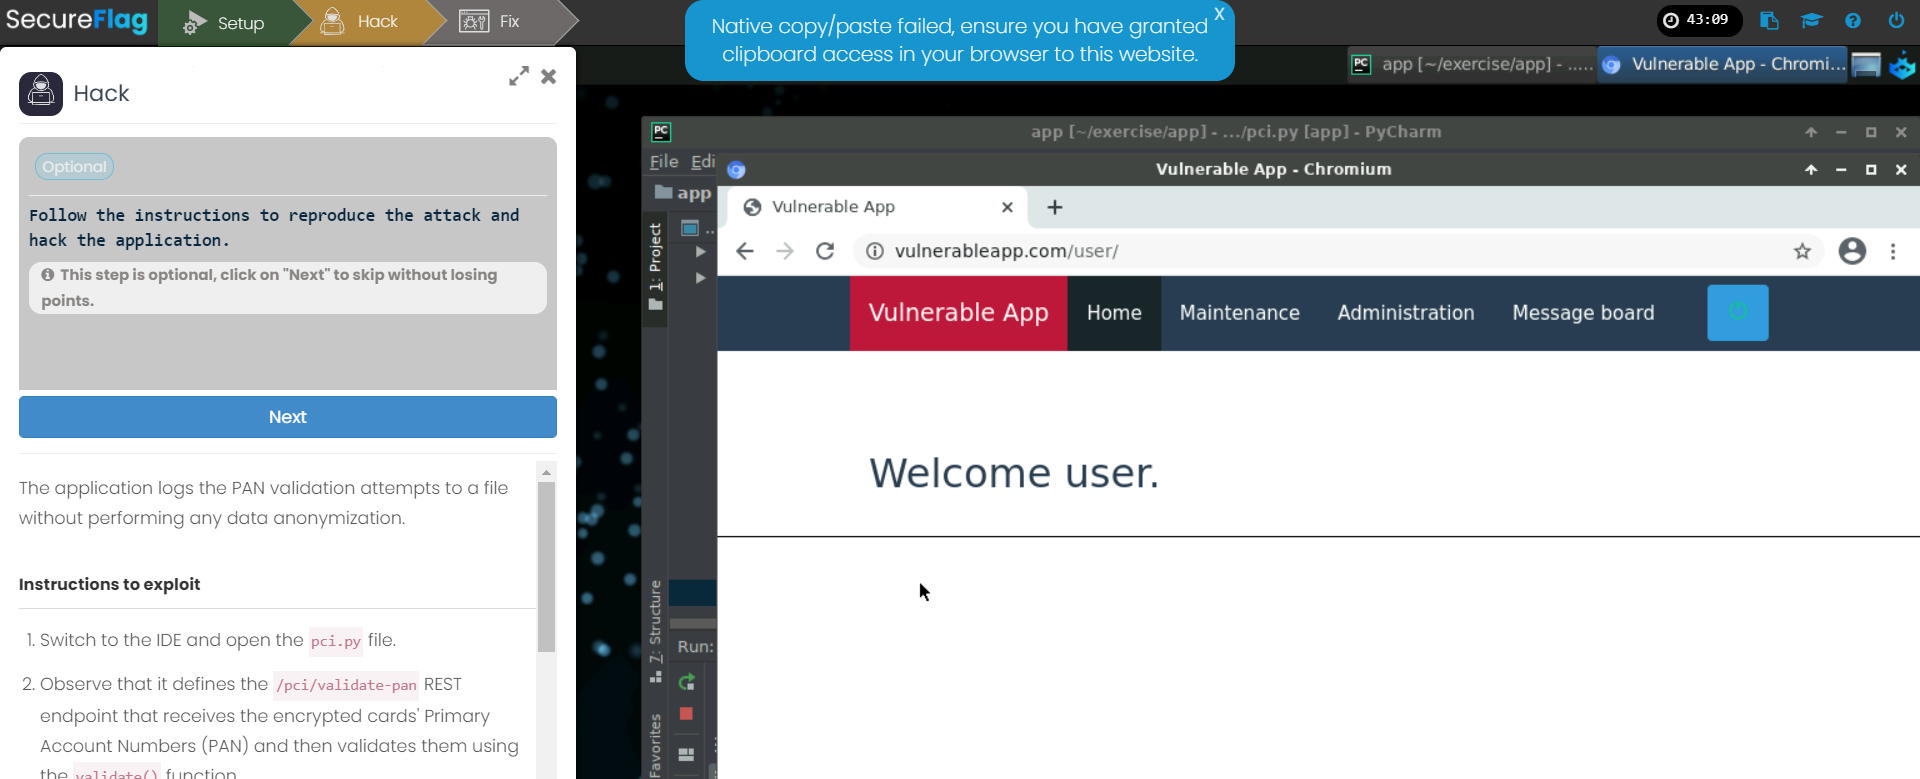 SecureFlag
Setup
Hack
Fix
Native copy/paste failed, ensure you have granted
clipboard access in your browser to this website.
X
43:09
PC app [~/exercise/app] - .....
Vulnerable App - Chromi...
Hack
Optional
Follow the instructions to reproduce the attack and
hack the application.
This step is optional, click on "Next" to skip without losing
points.
Next
The application logs the PAN validation attempts to a file
without performing any data anonymization.
Instructions to exploit
1. Switch to the IDE and open the pci.py file.
2. Observe that it defines the /pci/validate-pan REST
endpoint that receives the encrypted cards' Primary
Account Numbers (PAN) and then validates them using
the validate() function
PC
app [~/exercise/app] - .../pci.py [app] - PyCharm
File Edi
app
1: Project
..
7: Structure
Run:
Favorites
Vulnerable App - Chromium
Vulnerable App
vulnerableapp.com/user/
Vulnerable App
Home
Maintenance
Administration
Message board
Welcome user.